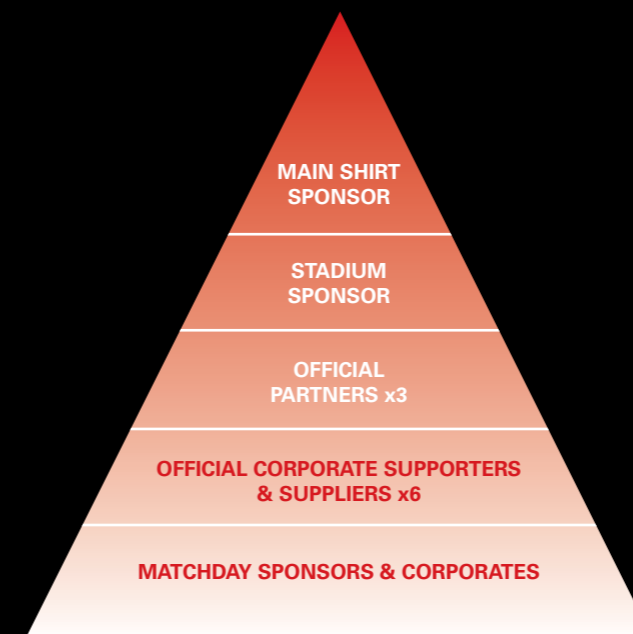 MAIN SHIRT
SPONSOR
STADIUM
SPONSOR
OFFICIAL
PARTNERS x3
OFFICIAL CORPORATE SUPPORTERS
& SUPPLIERS x6
MATCHDAY SPONSORS & CORPORATES